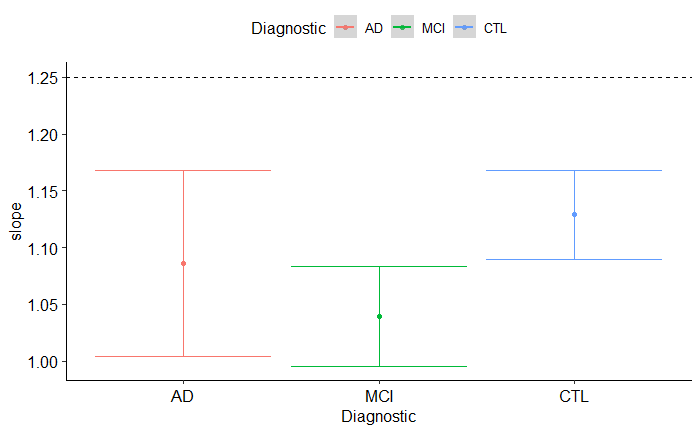 Diagnostic AD MCI CTL
1.25
1.20
1.15
1.10
1.05
1.00
slope
AD MCI CTL
Diagnostic